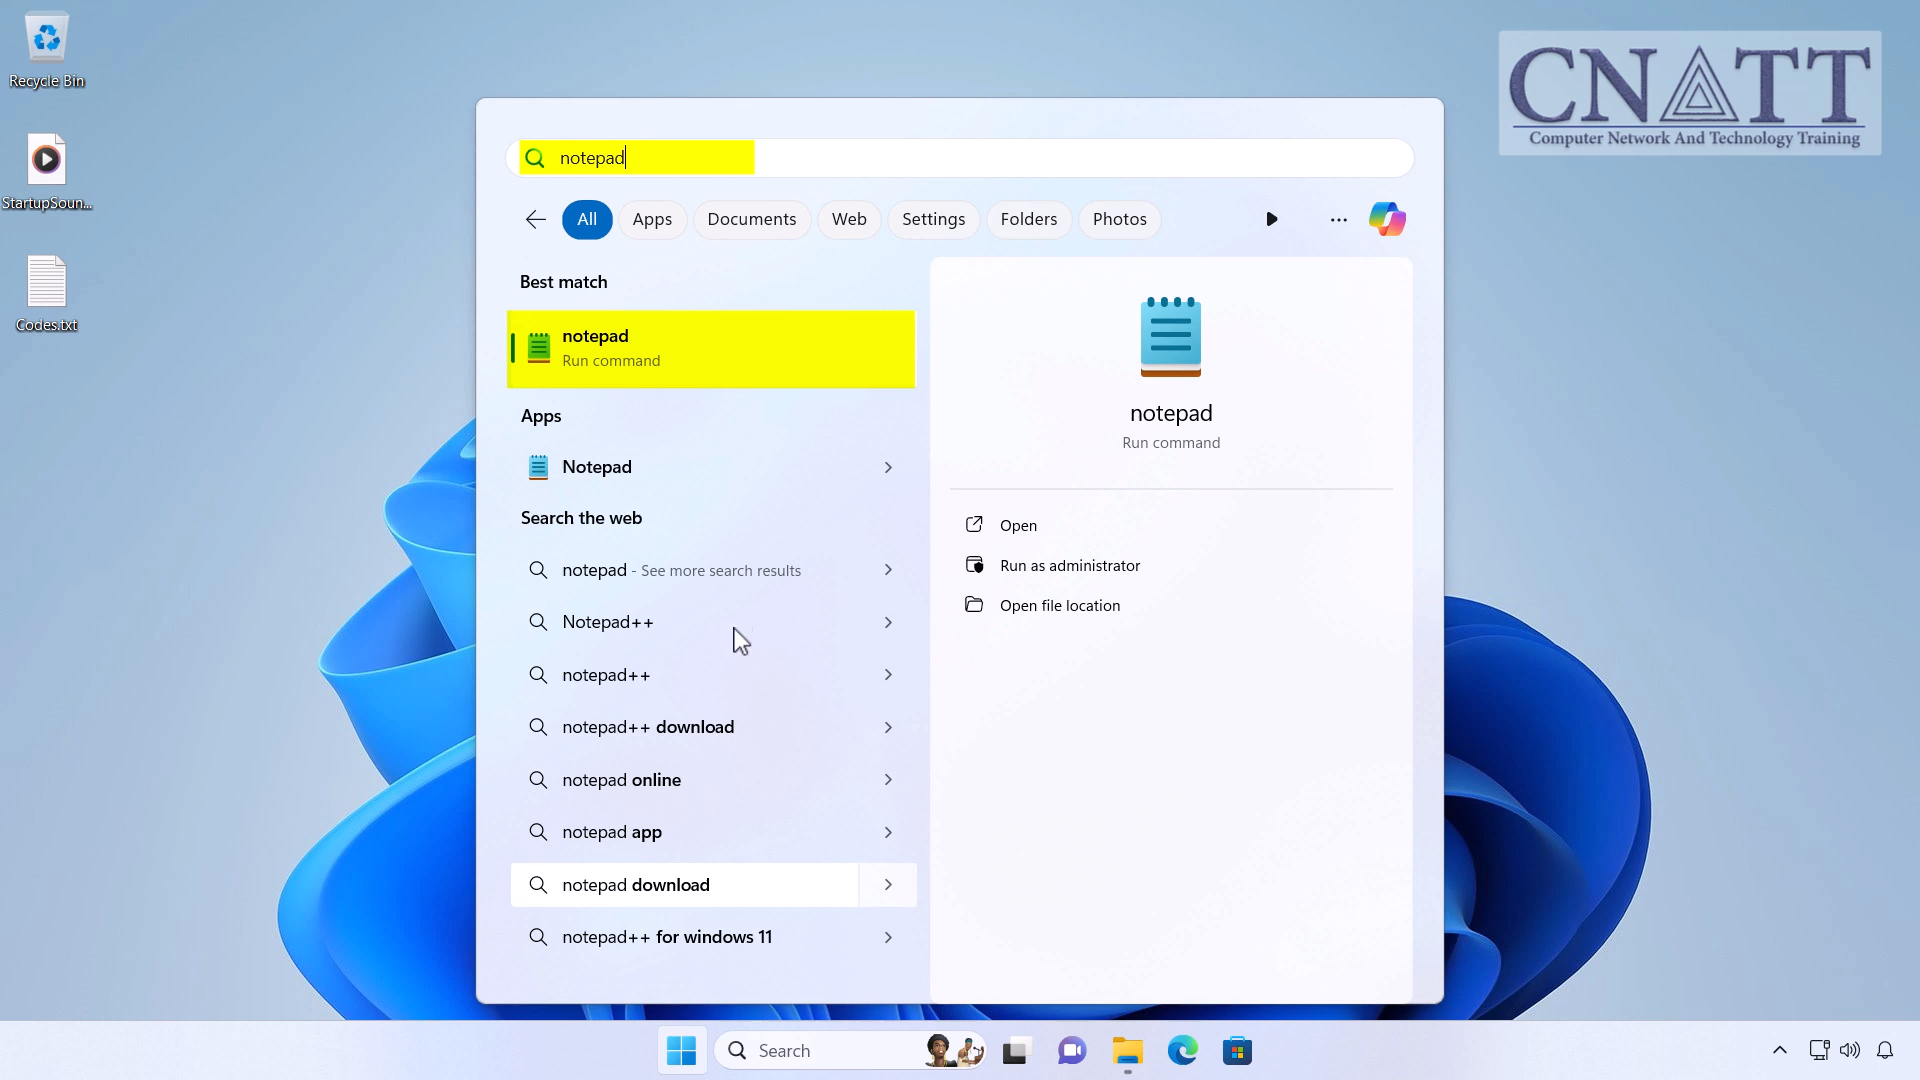 Recycle Bin
StartupSoun...
Codes.txt
CNATT
Computer Network And Technology Training
notepad
All
Apps
Documents
Web
Settings
Folders
Photos
Best match
notepad
Run command
Apps
Notepad
Search the web
notepad - See more search results
Notepad++
notepad++
notepad++ download
notepad online
notepad app
notepad download
notepad++ for windows 11
notepad
Run command
Open
Run as administrator
Open file location
Search